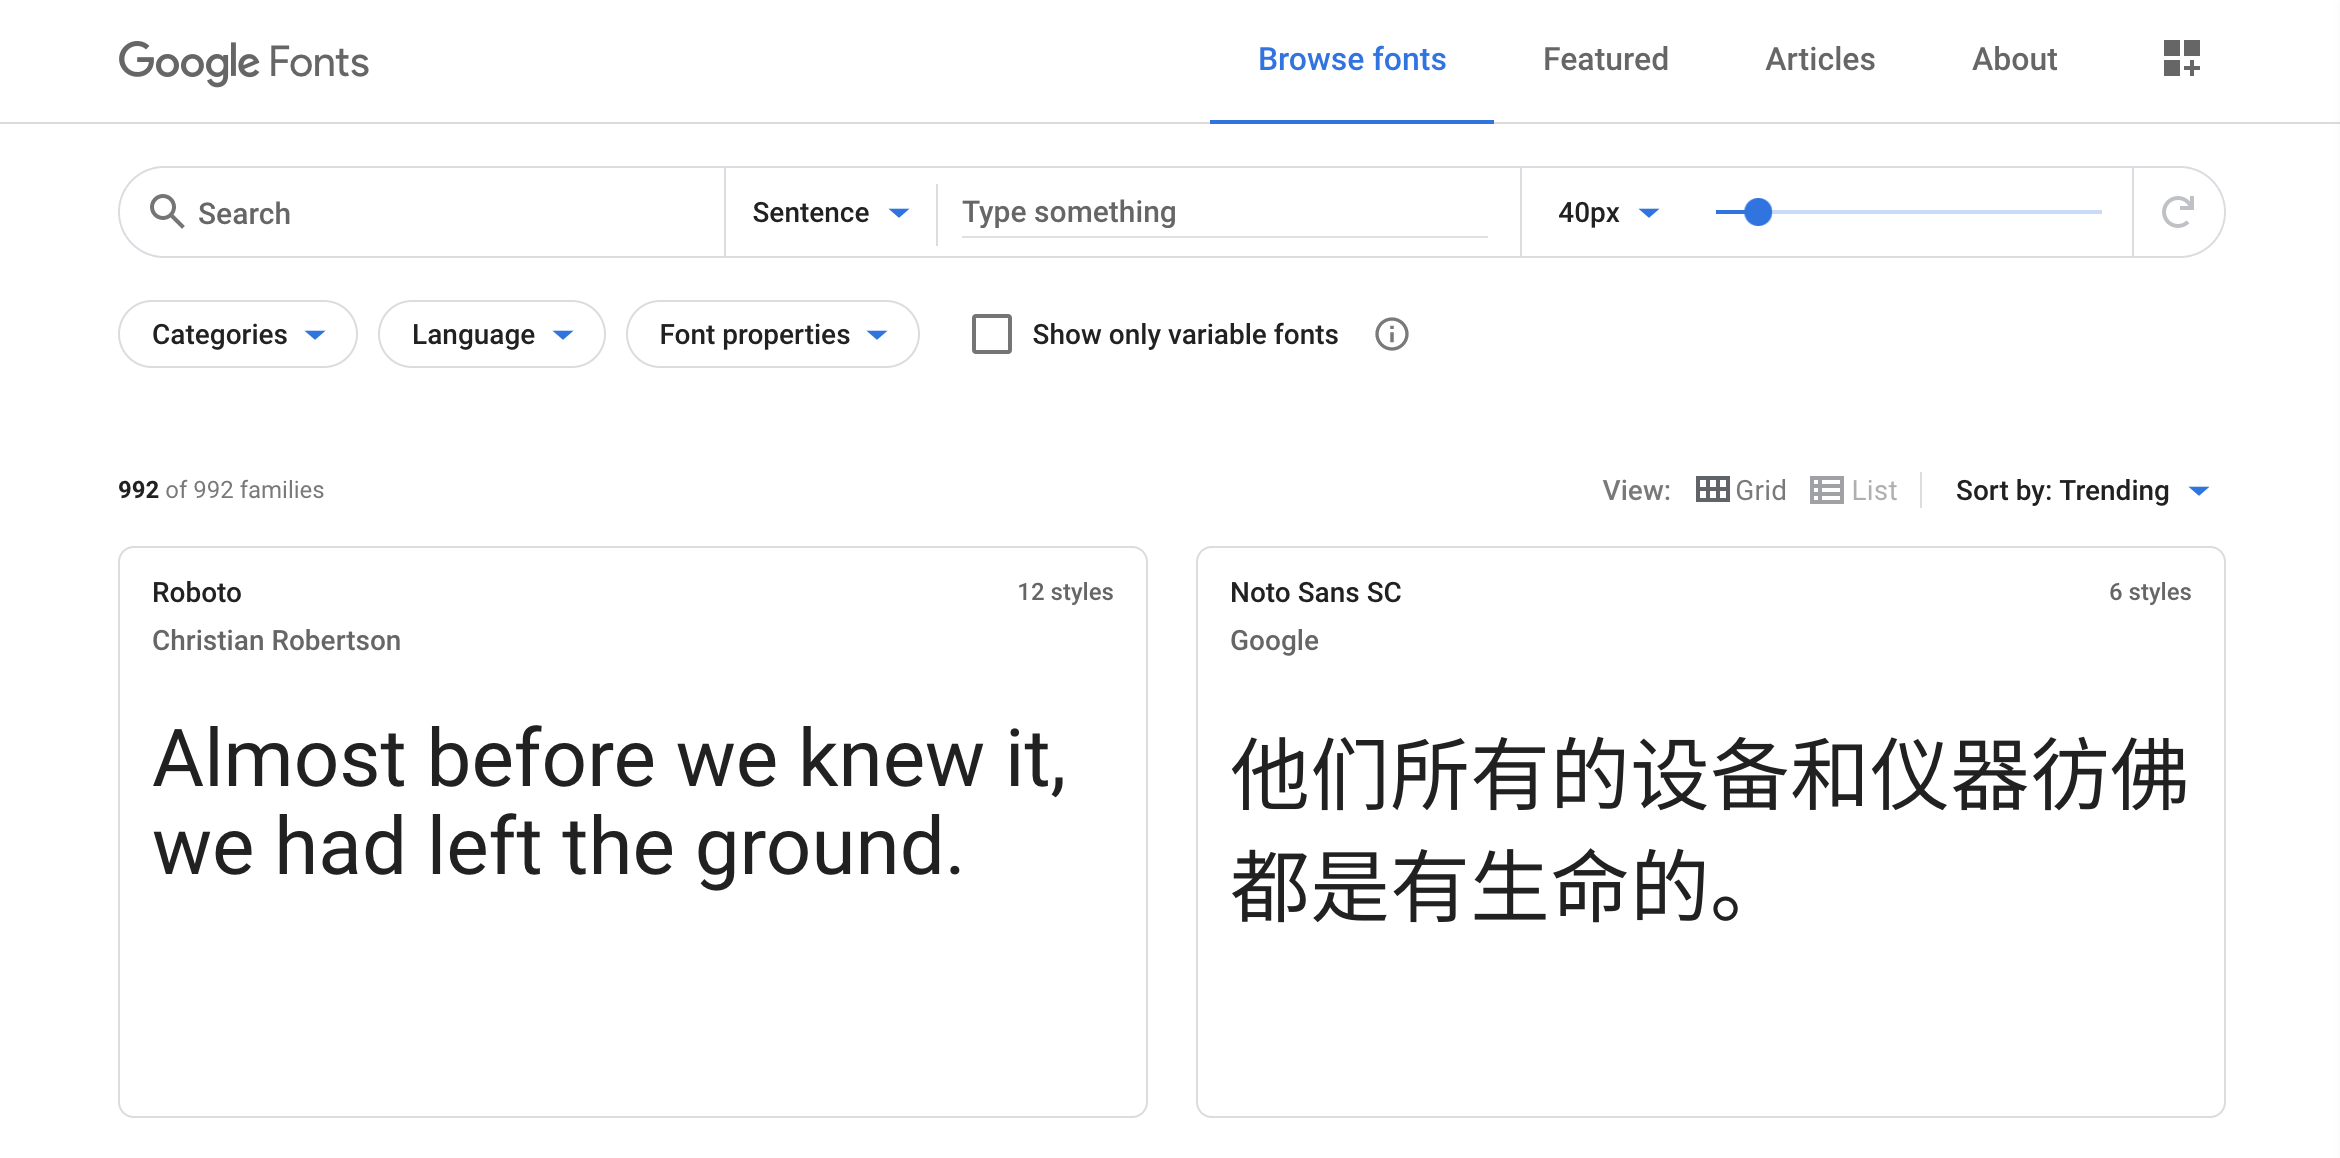 Google Fonts
Browse fonts
Featured
Articles
About
Search
Sentence
Type something
40px
Categories
Language
Font properties
Show only variable fonts
992 of 992 families
View:
Grid
List
Sort by: Trending
Roboto
12 styles
Christian Robertson
Almost before we knew it,
we had left the ground.
Noto Sans SC
6 styles
Google
他们所有的设备和仪器彷佛
都是有生命的。